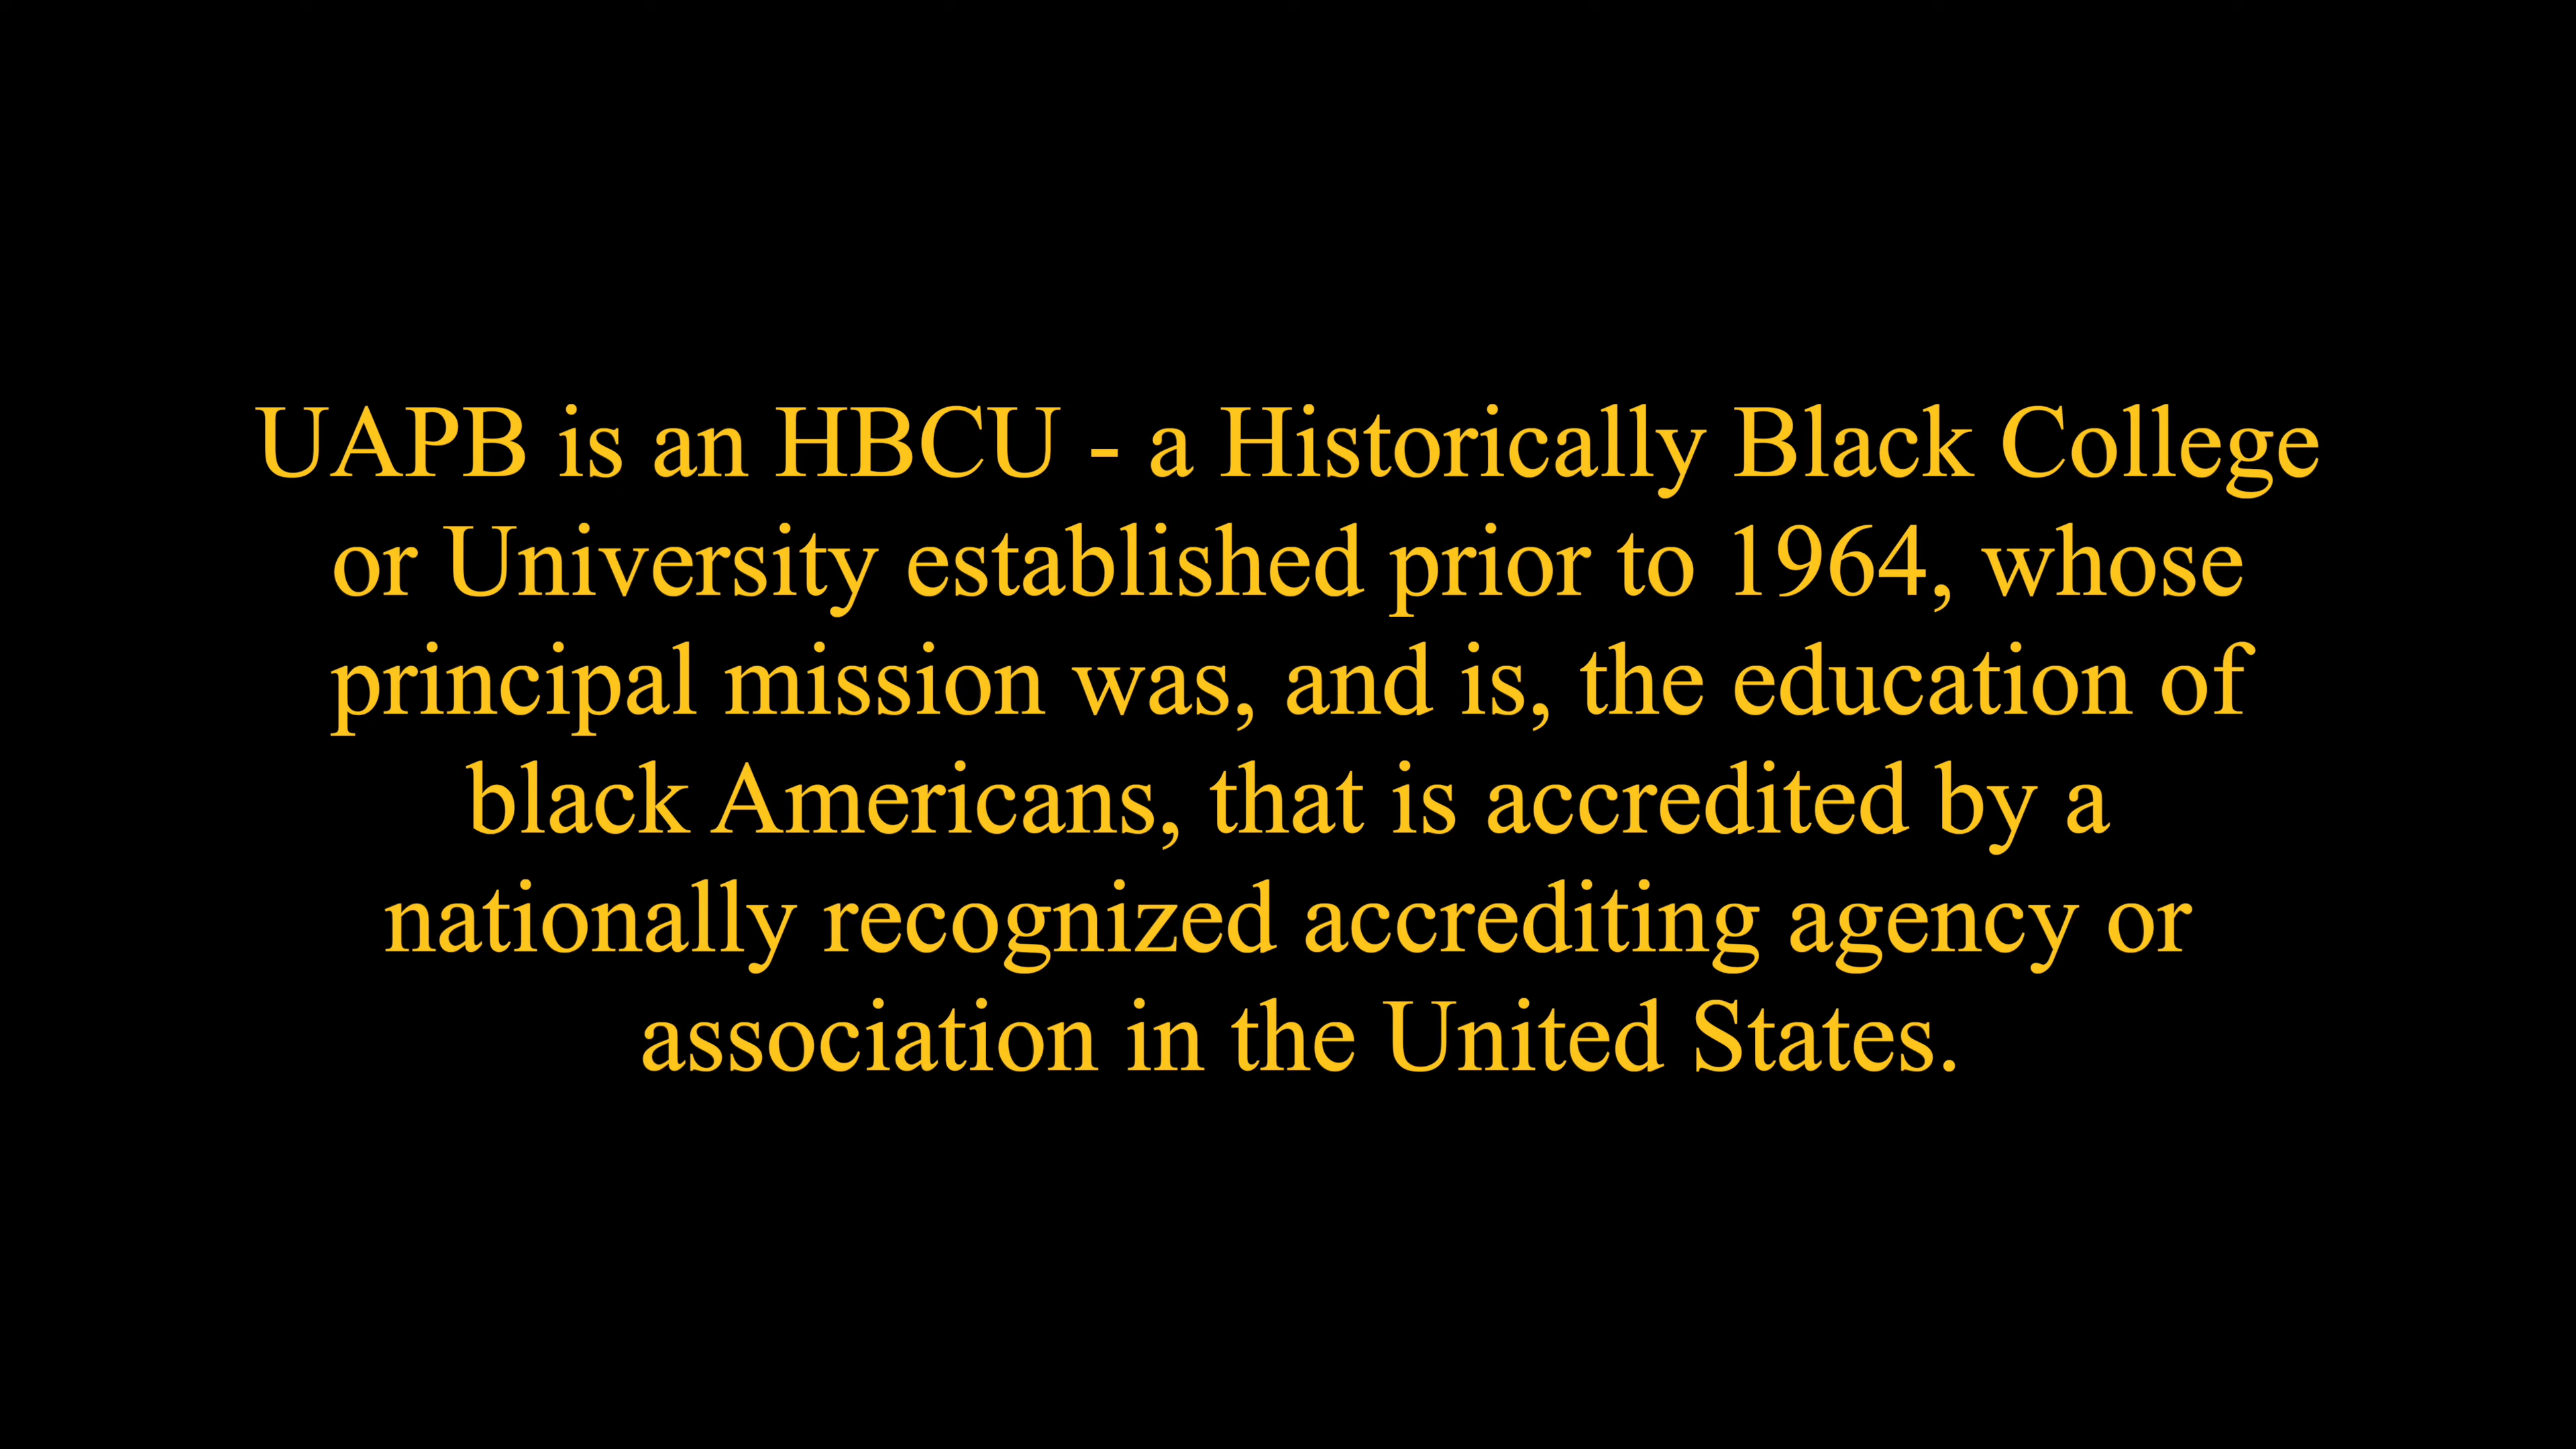 UAPB is an HBCU - a Historically Black College
or University established prior to 1964, whose
principal mission was, and is, the education of
black Americans, that is accredited by a
nationally recognized accrediting agency or
association in the United States.